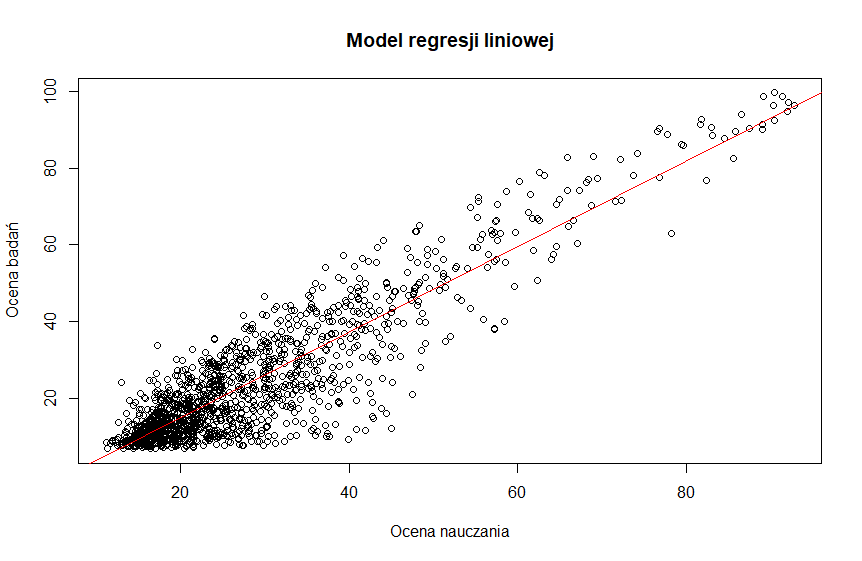 Model regresji liniowej
100
80
60
40
20
Ocena badań
20 40 60 80
Ocena nauczania